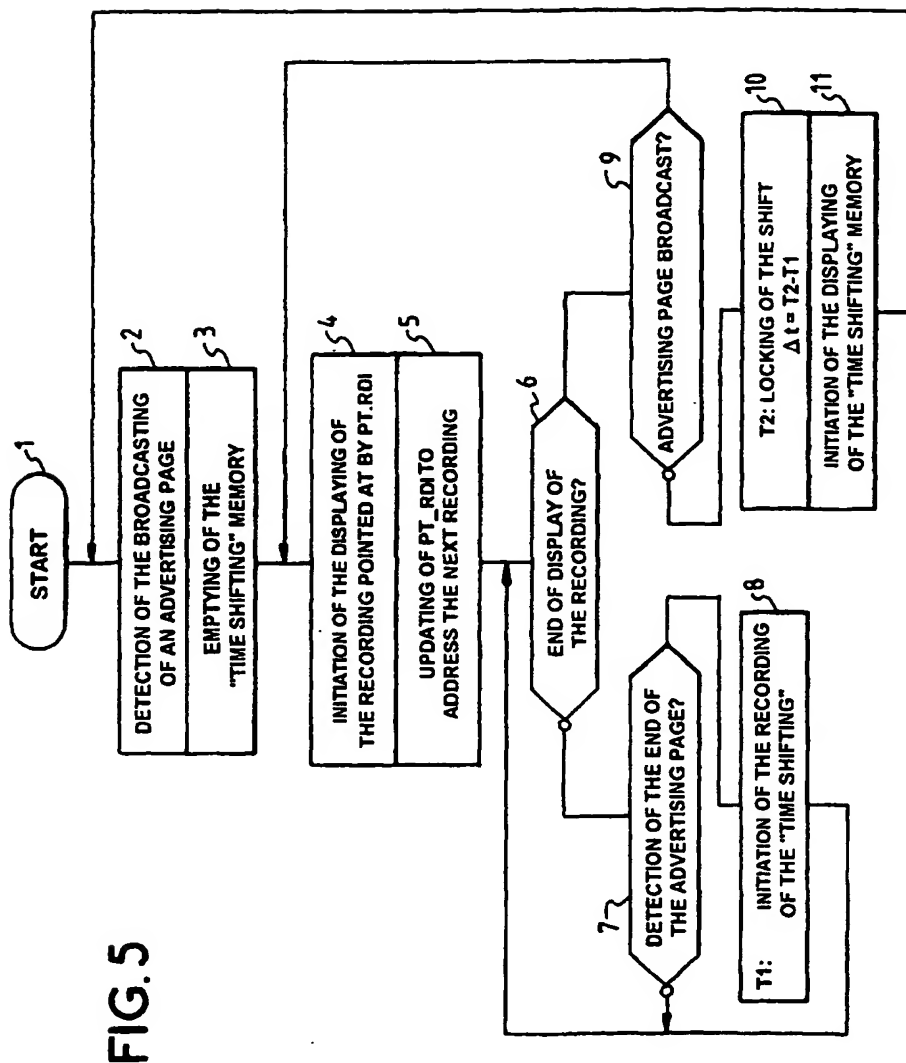 FIG. 5
START
1
DETECTION OF THE BROADCASTING
OF AN ADVERTISING PAGE
2
EMPTYING OF THE
"TIME SHIFTING" MEMORY
3
INITIATION OF THE DISPLAYING OF
THE RECORDING POINTED AT BY PT.RDI
4
UPDATING OF PT_RDI TO
ADDRESS THE NEXT RECORDING
5
END OF DISPLAY OF
THE RECORDING?
6
DETECTION OF THE END OF
THE ADVERTISING PAGE?
7
T1: INITIATION OF THE RECORDING
OF THE "TIME SHIFTING"
8
ADVERTISING PAGE BROADCAST?
9
T2: LOCKING OF THE SHIFT
Δ t = T2-T1
10
INITIATION OF THE DISPLAYING
OF THE "TIME SHIFTING" MEMORY
11